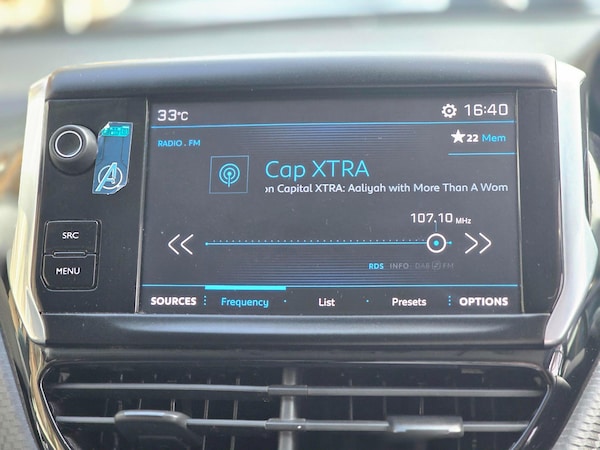 33°C
16:40
RADIO . FM
★22 Mem
Cap XTRA
n Capital XTRA: Aaliyah with More Than A Wom
107.10 MHz
RDS INFO DAB FM
SRC
MENU
SOURCES Frequency List Presets OPTIONS